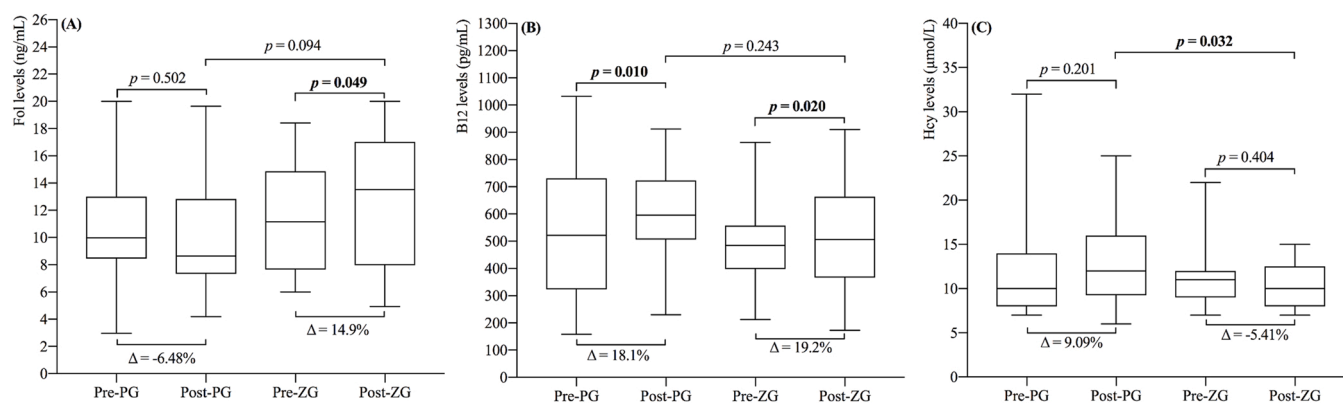 (A)
Fol levels (ng/mL)
26
24
22
20
18
16
14
12
10
8
6
4
2
0
p = 0.094
p = 0.502
p = 0.049
Δ = -6.48%
Δ = 14.9%
Pre-PG Post-PG Pre-ZG Post-ZG
(B)
B12 levels (pg/mL)
1300
1200
1100
1000
900
800
700
600
500
400
300
200
100
0
p = 0.243
p = 0.010
p = 0.020
Δ = 18.1%
Δ = 19.2%
Pre-PG Post-PG Pre-ZG Post-ZG
(C)
Hcy levels (µmol/L)
40
35
30
25
20
15
10
5
0
p = 0.032
p = 0.201
p = 0.404
Δ = 9.09%
Δ = -5.41%
Pre-PG Post-PG Pre-ZG Post-ZG